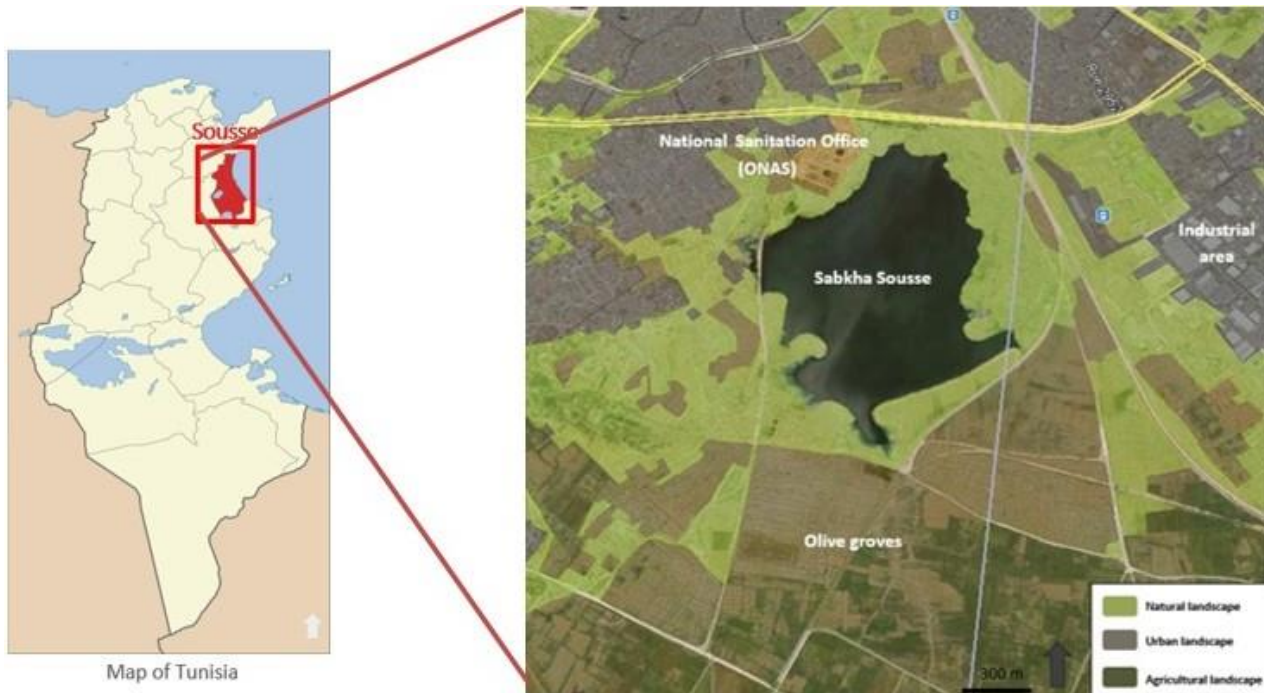 Sousse
Map of Tunisia
National Sanitation Office
(ONAS)
Sabkha Sousse
Industrial
area
Olive groves
Natural landscape
Urban landscape
Agricultural landscape
300 m